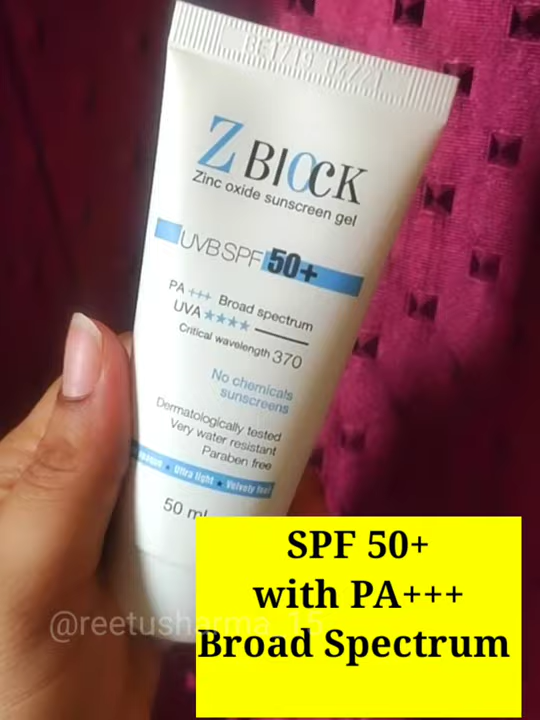 Z BlOCK
Zinc oxide sunscreen gel
UVB SPF 50+
PA +++ Broad spectrum
UVA ★★★★
Critical wavelength 370
No chemicals
sunscreens
Dermatologically tested
Very water resistant
Paraben free
• Ultra light • Velvety feel
50 ml
SPF 50+
with PA+++
Broad Spectrum
@reetusharma_15